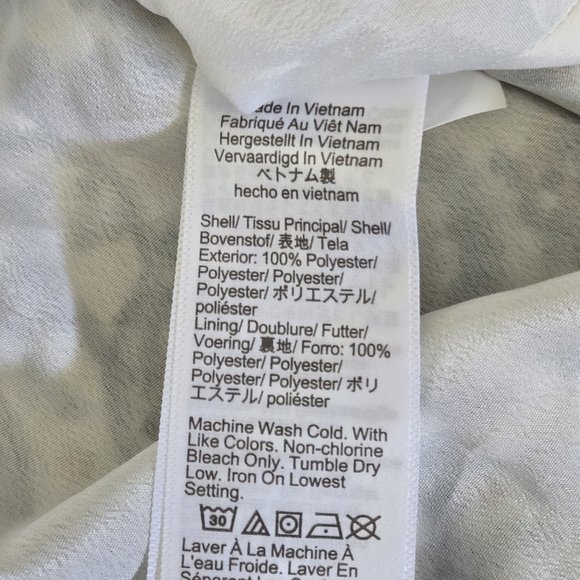 ade In Vietnam
Fabriqué Au Viêt Nam
Hergestellt In Vietnam
Vervaardigd In Vietnam
ベトナム製
hecho en vietnam
Shell/ Tissu Principal/ Shell/
Bovenstof/ 表地/ Tela
Exterior: 100% Polyester/
Polyester/ Polyester/
Polyester/ ポリエステル/
poliéster
Lining/ Doublure/ Futter/
Voering/ 裏地/ Forro: 100%
Polyester/ Polyester/
Polyester/ Polyester/ ポリ
エステル/ poliéster
Machine Wash Cold. With
Like Colors. Non-chlorine
Bleach Only. Tumble Dry
Low. Iron On Lowest
Setting.
30
Laver À La Machine À
L'eau Froide. Laver En